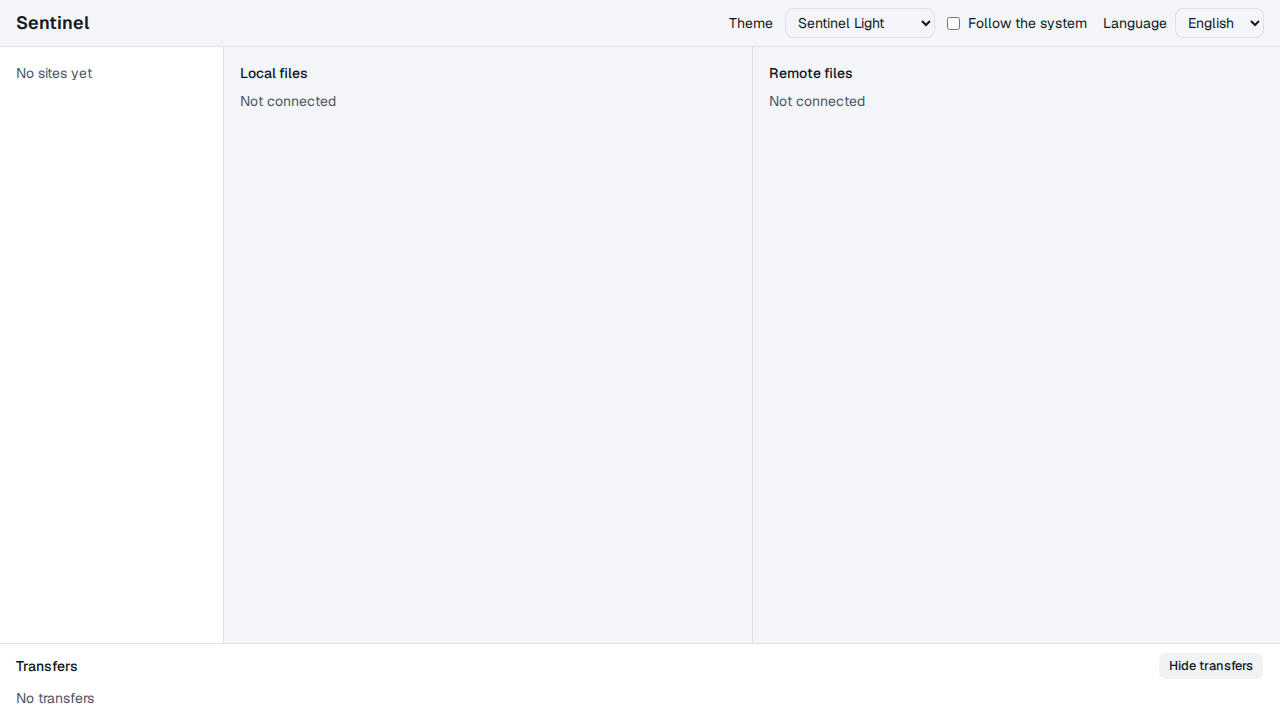 Sentinel
Theme Sentinel Light Follow the system Language English
No sites yet
Local files
Not connected
Remote files
Not connected
Transfers
Hide transfers
No transfers